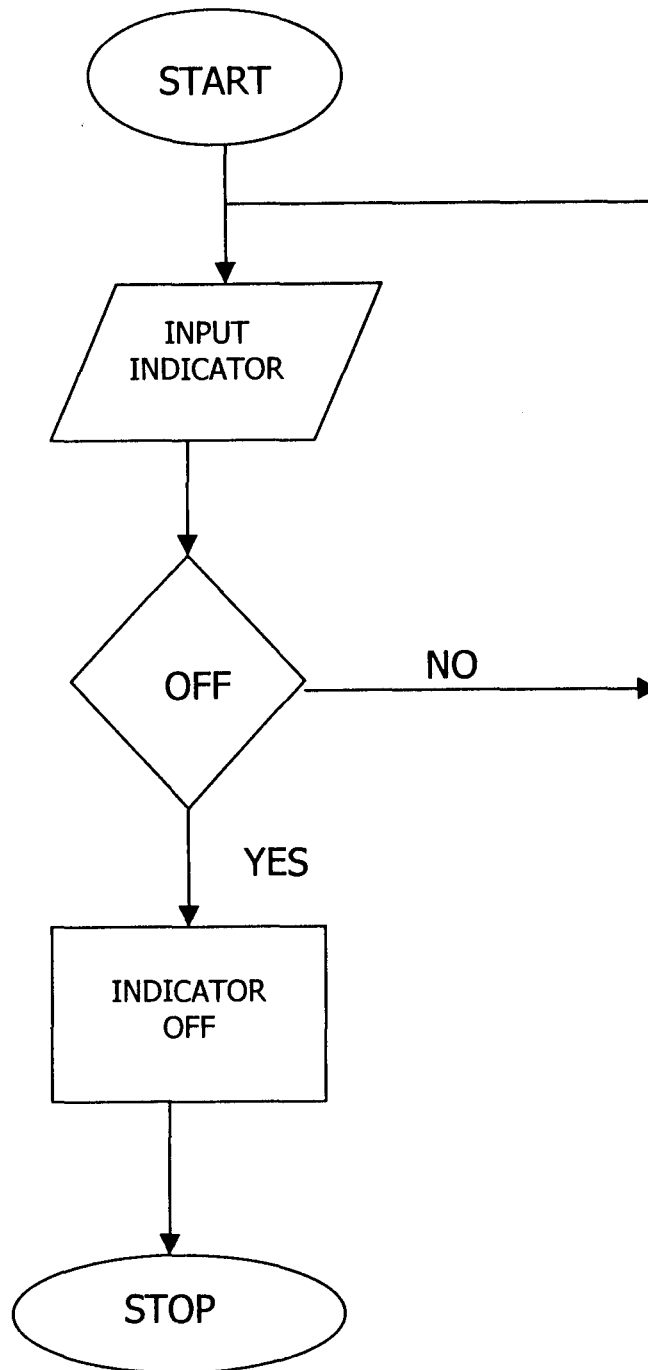 START
INPUT
INDICATOR
OFF
NO
YES
INDICATOR
OFF
STOP